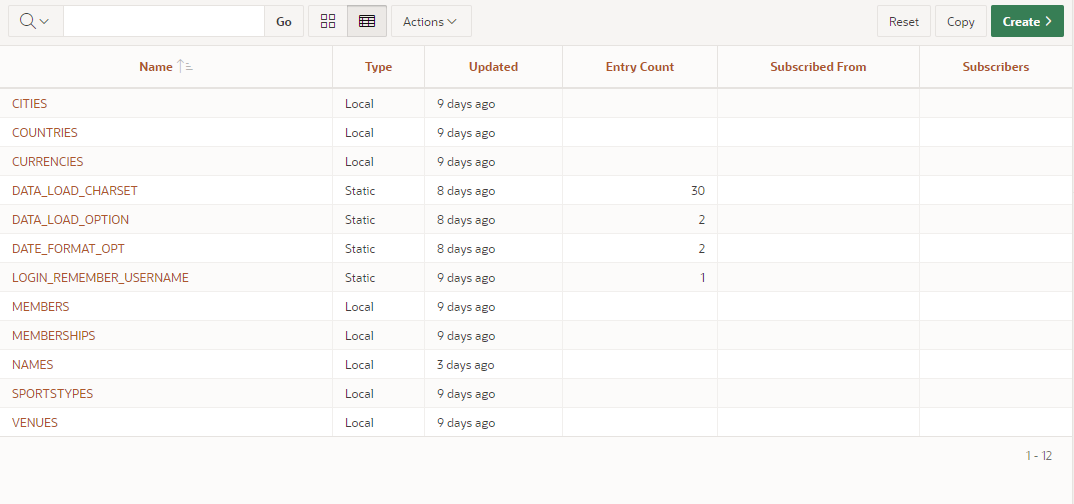 Go Actions Reset Copy Create
Name Type Updated Entry Count Subscribed From Subscribers
CITIES Local 9 days ago
COUNTRIES Local 9 days ago
CURRENCIES Local 9 days ago
DATA_LOAD_CHARSET Static 8 days ago 30
DATA_LOAD_OPTION Static 8 days ago 2
DATE_FORMAT_OPT Static 8 days ago 2
LOGIN_REMEMBER_USERNAME Static 9 days ago 1
MEMBERS Local 9 days ago
MEMBERSHIPS Local 9 days ago
NAMES Local 3 days ago
SPORTSTYPES Local 9 days ago
VENUES Local 9 days ago
1 - 12